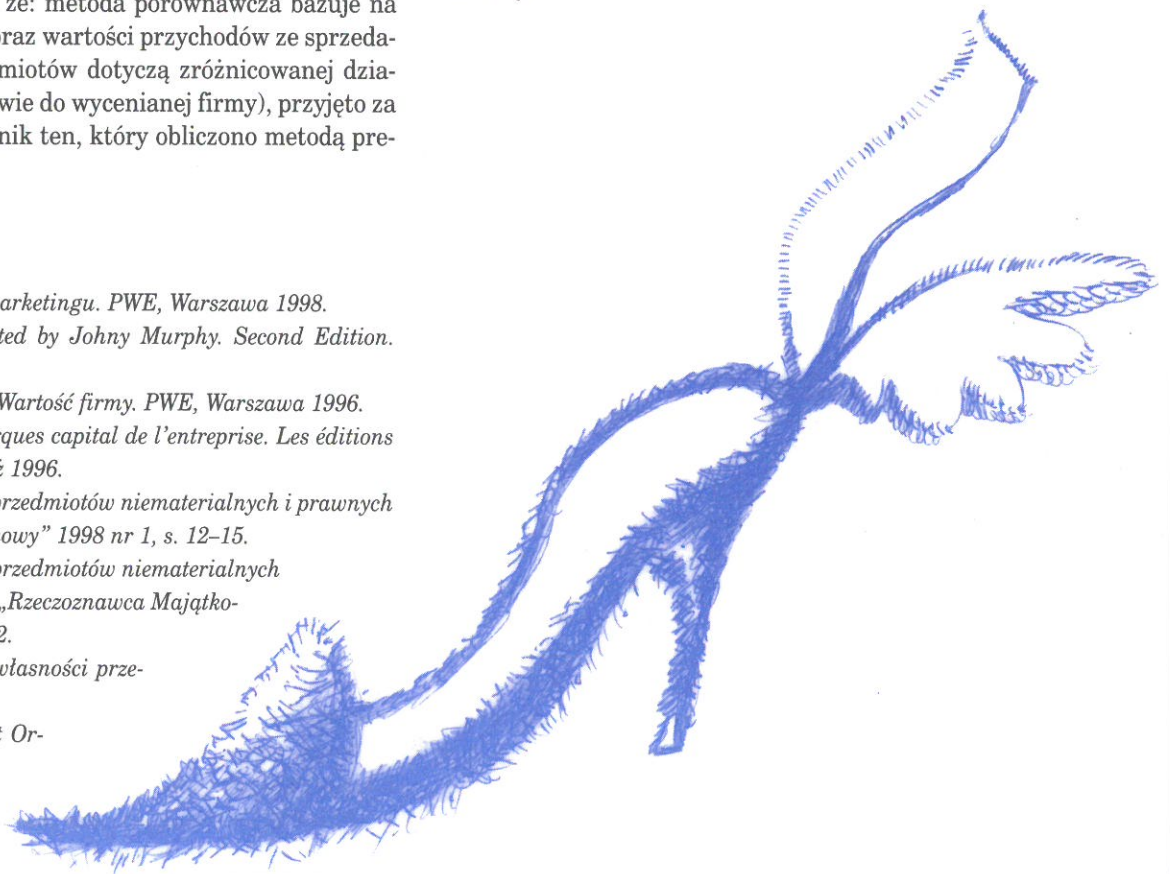 że: metoda porównawcza bazuje na
raz wartości przychodów ze sprzeda-
miotów dotyczą zróżnicowanej dzia-
wie do wycenianej firmy), przyjęto za
nik ten, który obliczono metodą pre-
arketingu. PWE, Warszawa 1998.
ted by Johny Murphy. Second Edition.
Wartość firmy. PWE, Warszawa 1996.
rques capital de l'entreprise. Les éditions
1996.
przedmiotów niematerialnych i prawnych
owy” 1998 nr 1, s. 12–15.
przedmiotów niematerialnych
„Rzeczoznawca Majątko-
2.
własności prze-
Or-